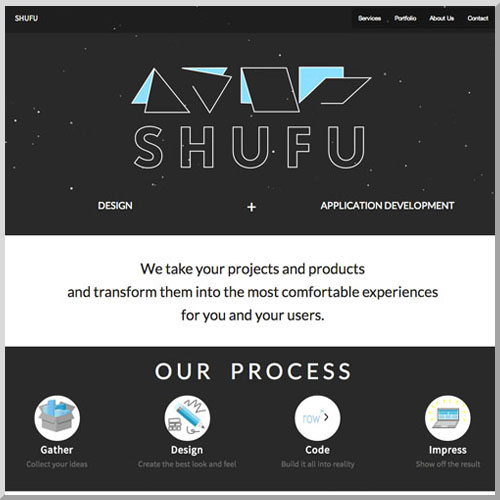 SHUFU
Services Portfolio About Us Contact
SHUFU
DESIGN + APPLICATION DEVELOPMENT
We take your projects and products
and transform them into the most comfortable experiences
for you and your users.
OUR PROCESS
row
Gather Design Code Impress
Collect your ideas Create the best look and feel Build it all into reality Show off the result